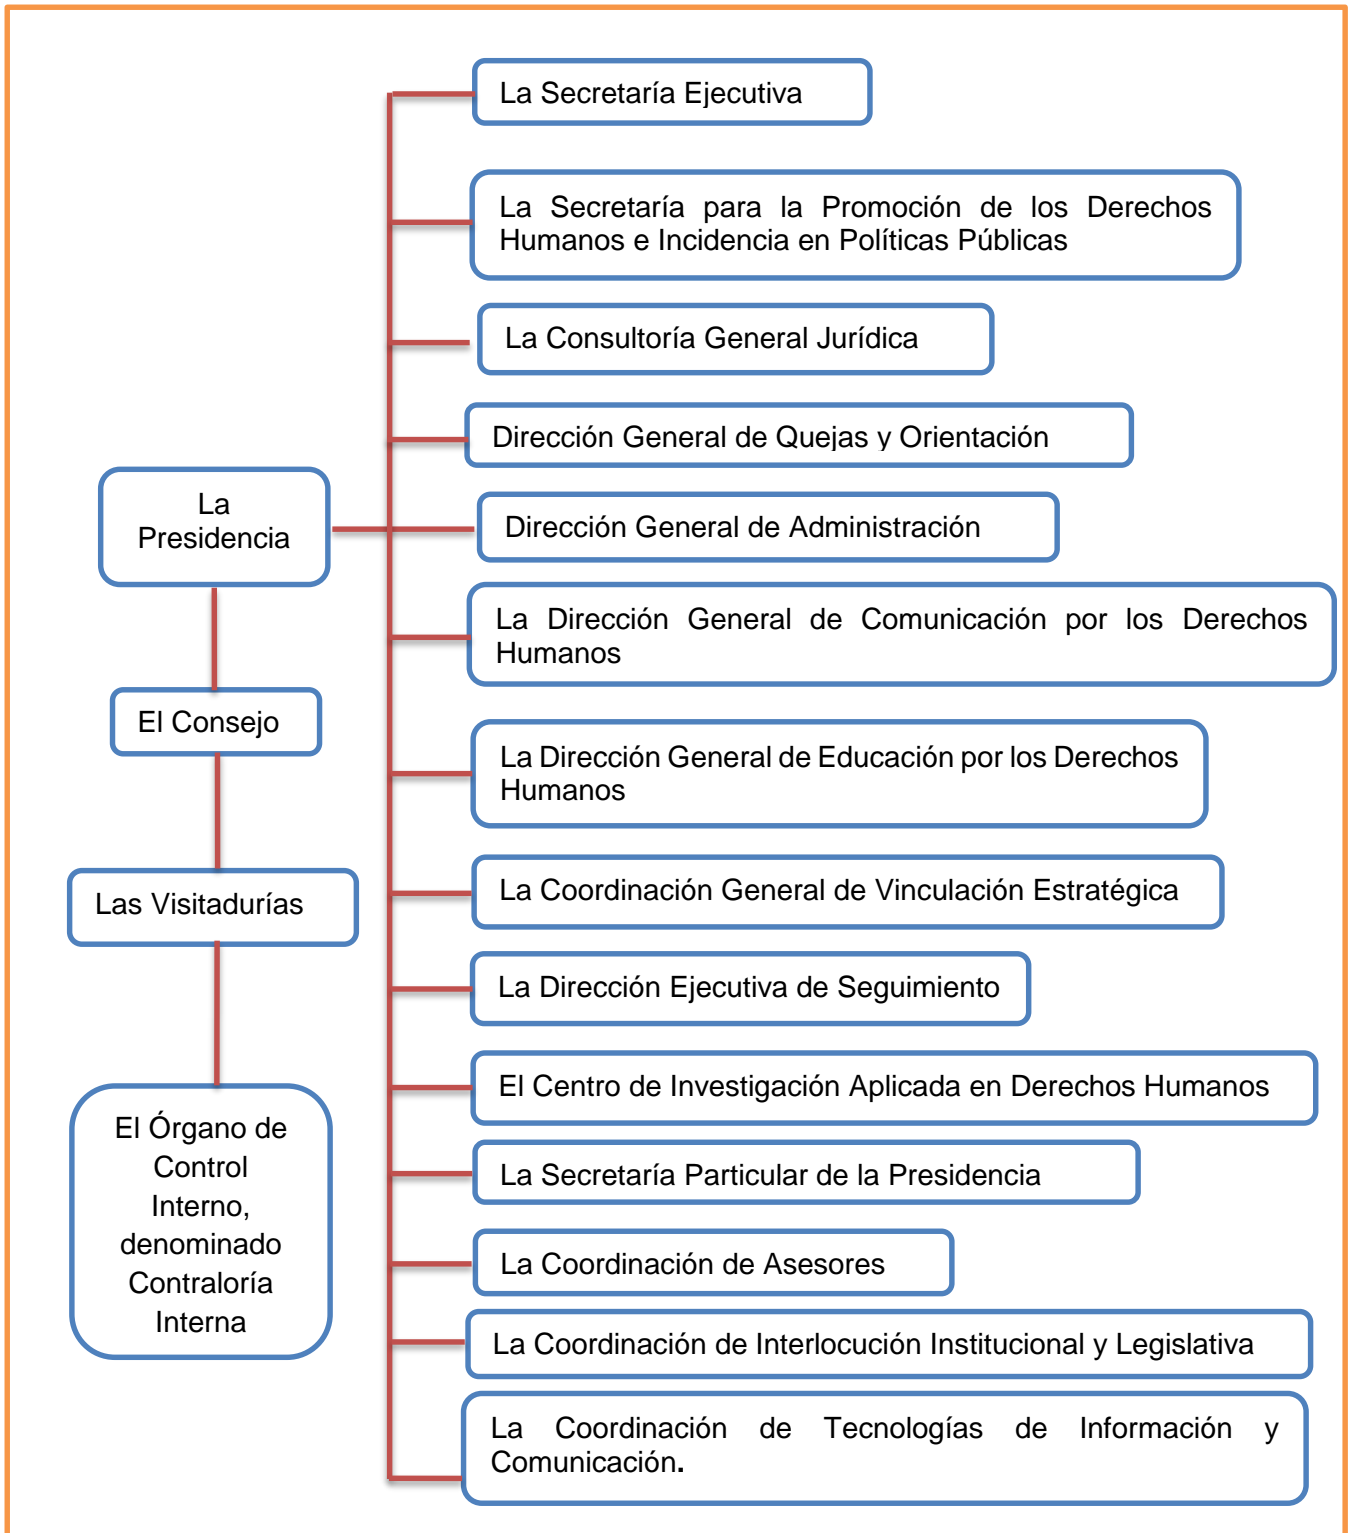 La
Presidencia
El Consejo
Las Visitadurías
El Órgano de
Control
Interno,
denominado
Contraloría
Interna
La Secretaría Ejecutiva
La Secretaría para la Promoción de los Derechos
Humanos e Incidencia en Políticas Públicas
La Consultoría General Jurídica
Dirección General de Quejas y Orientación
Dirección General de Administración
La Dirección General de Comunicación por los Derechos
Humanos
La Dirección General de Educación por los Derechos
Humanos
La Coordinación General de Vinculación Estratégica
La Dirección Ejecutiva de Seguimiento
El Centro de Investigación Aplicada en Derechos Humanos
La Secretaría Particular de la Presidencia
La Coordinación de Asesores
La Coordinación de Interlocución Institucional y Legislativa
La Coordinación de Tecnologías de Información y
Comunicación.